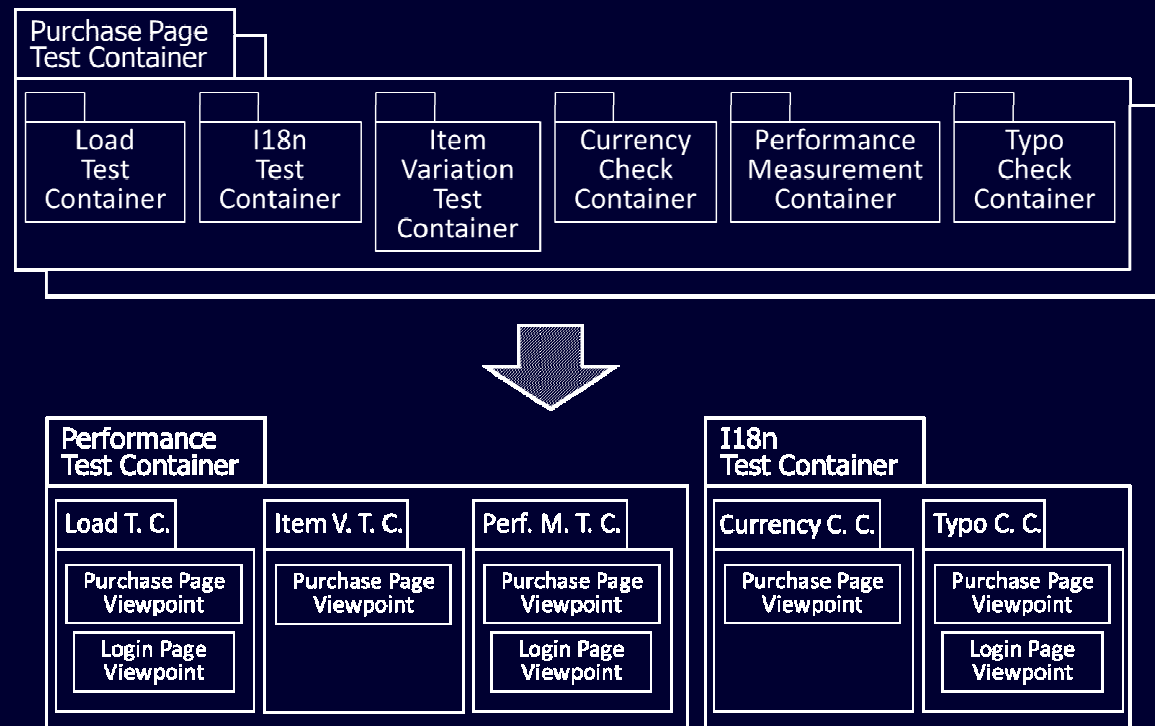 Purchase Page
Test Container
Load
Test
Container
I18n
Test
Container
Item
Variation
Test
Container
Currency
Check
Container
Performance
Measurement
Container
Typo
Check
Container
Performance
Test Container
Load T. C.
Purchase Page
Viewpoint
Login Page
Viewpoint
Item V. T. C.
Purchase Page
Viewpoint
Perf. M. T. C.
Purchase Page
Viewpoint
Login Page
Viewpoint
I18n
Test Container
Currency C. C.
Purchase Page
Viewpoint
Typo C. C.
Purchase Page
Viewpoint
Login Page
Viewpoint